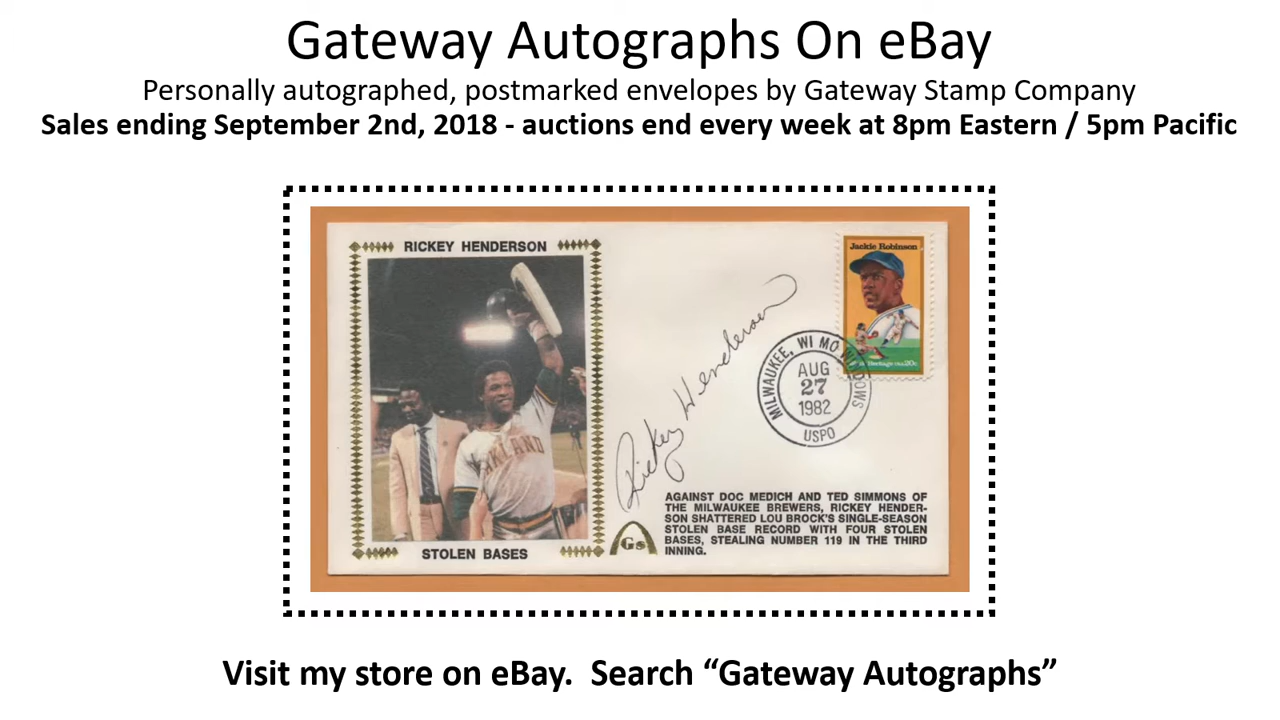 Gateway Autographs On eBay
Personally autographed, postmarked envelopes by Gateway Stamp Company
Sales ending September 2nd, 2018 - auctions end every week at 8pm Eastern / 5pm Pacific
RICKEY HENDERSON
Jackie Robinson
Rickey Henderson
MILWAUKEE, WI
AUG
27
1982
USPO
AKLAND
AGAINST DOC MEDICH AND TED SIMMONS OF
THE MILWAUKEE BREWERS, RICKEY HENDER-
SON SHATTERED LOU BROCK'S SINGLE-SEASON
STOLEN BASE RECORD WITH FOUR STOLEN
BASES, STEALING NUMBER 119 IN THE THIRD
INNING.
Gs
STOLEN BASES
Visit my store on eBay.  Search “Gateway Autographs”